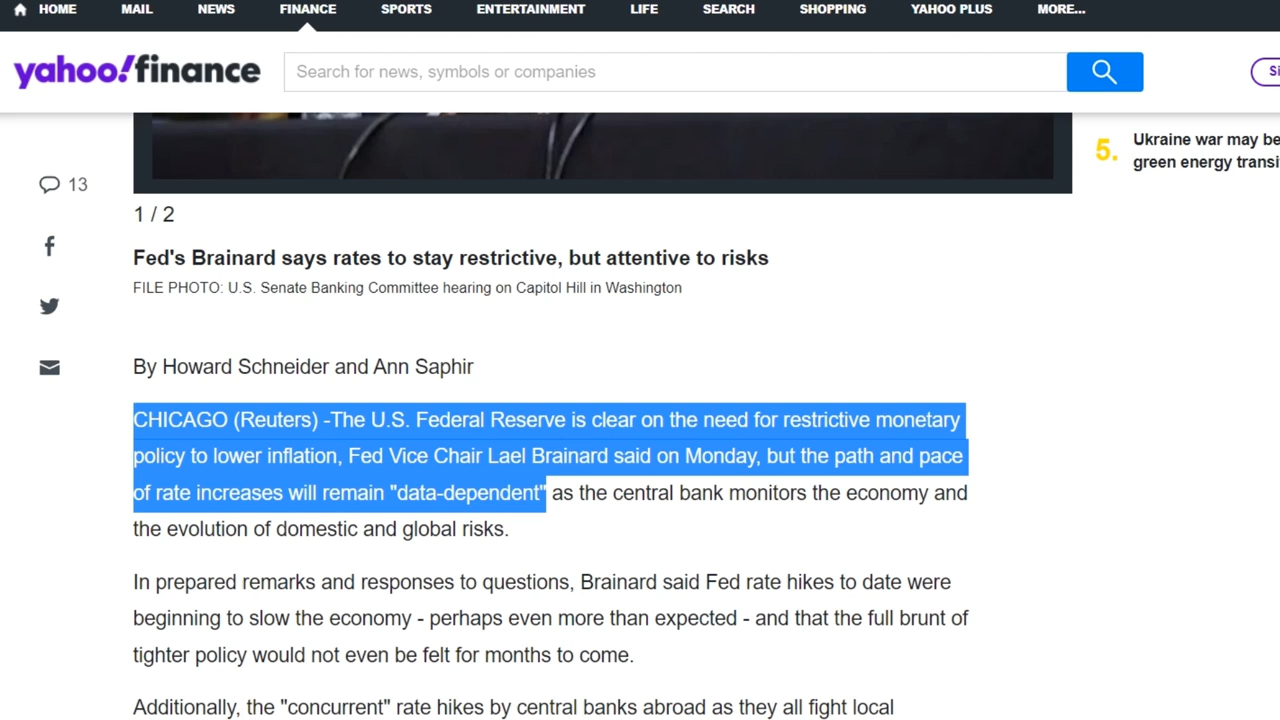 HOME MAIL NEWS FINANCE SPORTS ENTERTAINMENT LIFE SEARCH SHOPPING YAHOO PLUS MORE...
yahoo!finance
Search for news, symbols or companies
Si
5. Ukraine war may be
green energy transi
13
1 / 2
Fed's Brainard says rates to stay restrictive, but attentive to risks
FILE PHOTO: U.S. Senate Banking Committee hearing on Capitol Hill in Washington
By Howard Schneider and Ann Saphir
CHICAGO (Reuters) -The U.S. Federal Reserve is clear on the need for restrictive monetary
policy to lower inflation, Fed Vice Chair Lael Brainard said on Monday, but the path and pace
of rate increases will remain "data-dependent" as the central bank monitors the economy and
the evolution of domestic and global risks.
In prepared remarks and responses to questions, Brainard said Fed rate hikes to date were
beginning to slow the economy - perhaps even more than expected - and that the full brunt of
tighter policy would not even be felt for months to come.
Additionally, the "concurrent" rate hikes by central banks abroad as they all fight local